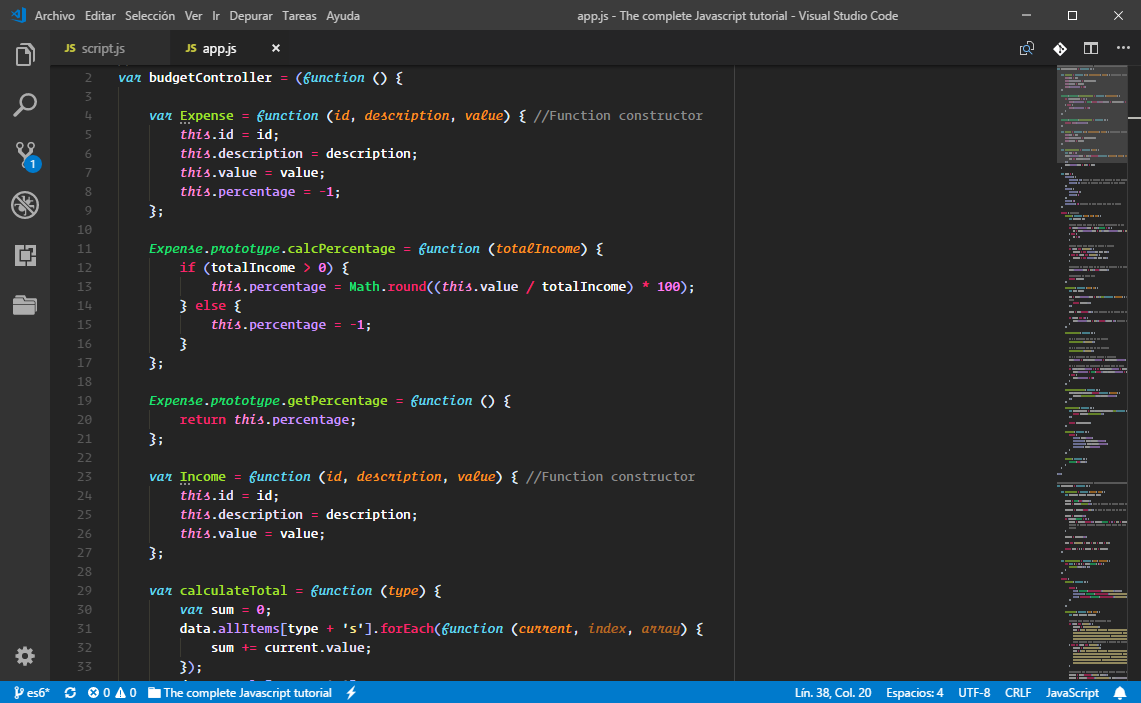 Archivo Editar Selección Ver Ir Depurar Tareas Ayuda app.js - The complete Javascript tutorial - Visual Studio Code
JS script.js JS app.js
2 var budgetController = (function () {
3
4 var Expense = function (id, description, value) { //Function constructor
5 this.id = id;
6 this.description = description;
7 this.value = value;
8 this.percentage = -1;
9 };
10
11 Expense.prototype.calcPercentage = function (totalIncome) {
12 if (totalIncome > 0) {
13 this.percentage = Math.round((this.value / totalIncome) * 100);
14 } else {
15 this.percentage = -1;
16 }
17 };
18
19 Expense.prototype.getPercentage = function () {
20 return this.percentage;
21 };
22
23 var Income = function (id, description, value) { //Function constructor
24 this.id = id;
25 this.description = description;
26 this.value = value;
27 };
28
29 var calculateTotal = function (type) {
30 var sum = 0;
31 data.allItems[type + 's'].forEach(function (current, index, array) {
32 sum += current.value;
33 });
1
es6* 0 0 The complete Javascript tutorial Lín. 38, Col. 20 Espacios: 4 UTF-8 CRLF JavaScript